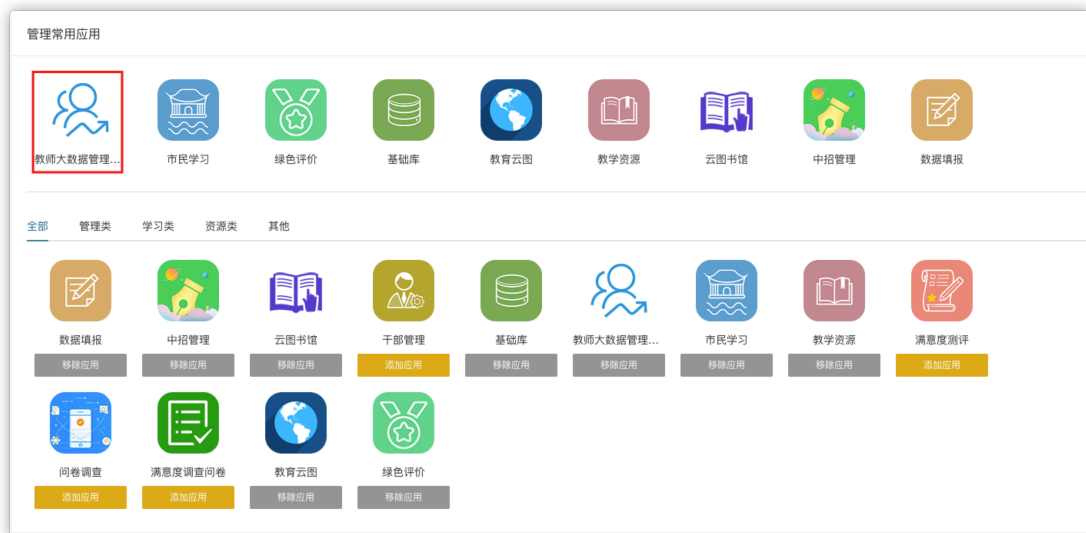 管理常用应用
教师大数据管理... 市民学习 绿色评价 基础库 教育云图 教学资源 云图书馆 中招管理 数据填报
全部 管理类 学习类 资源类 其他
数据填报 中招管理 云图书馆 干部管理 基础库 教师大数据管理... 市民学习 教学资源 满意度测评
移除应用 移除应用 移除应用 添加应用 移除应用 移除应用 移除应用 移除应用 添加应用
问卷调查 满意度调查问卷 教育云图 绿色评价
添加应用 添加应用 移除应用 移除应用